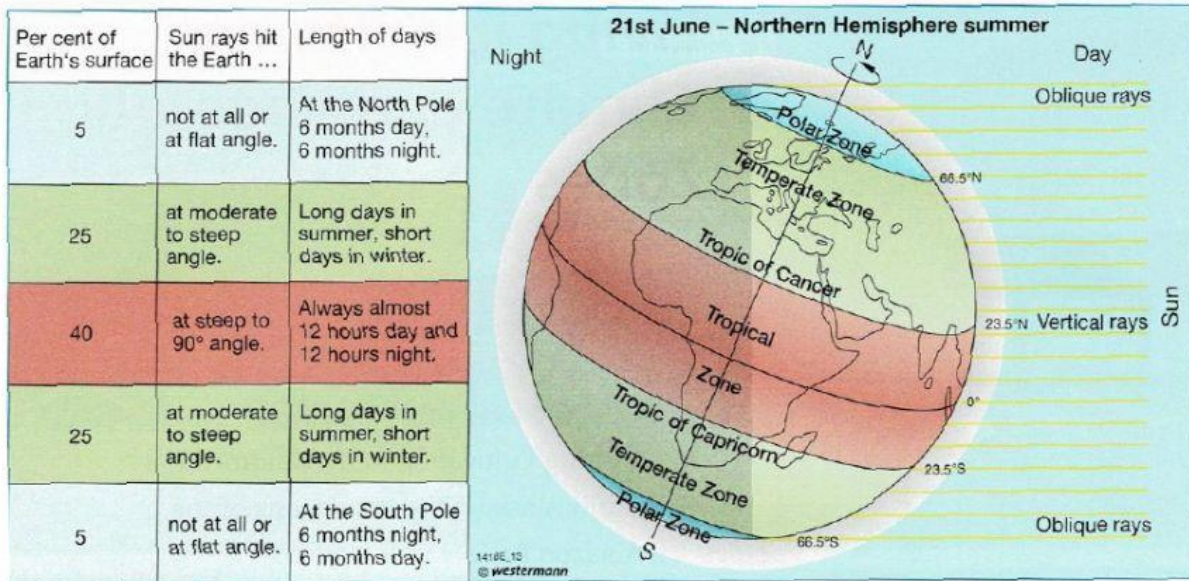 Per cent of
Earth's surface
Sun rays hit
the Earth ...
Length of days
5
not at all or
at flat angle.
At the North Pole
6 months day,
6 months night.
25
at moderate
to steep
angle.
Long days in
summer, short
days in winter.
40
at steep to
90° angle.
Always almost
12 hours day and
12 hours night.
25
at moderate
to steep
angle.
Long days in
summer, short
days in winter.
5
not at all or
at flat angle.
At the South Pole
6 months night,
6 months day.
21st June – Northern Hemisphere summer
Night
N
Day
Oblique rays
Polar Zone
66.5°N
Temperate Zone
Tropic of Cancer
23.5°N
Vertical rays
Sun
Tropical
Zone
0°
Tropic of Capricorn
23.5°S
Temperate Zone
Polar Zone
66.5°S
Oblique rays
S
© westermann